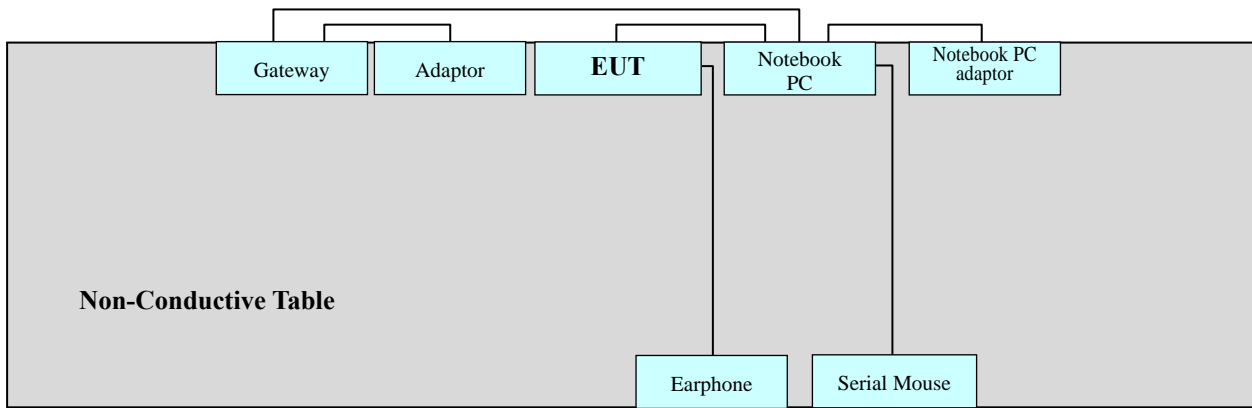 Gateway
Adaptor
EUT
Notebook
PC
Notebook PC
adaptor
Non-Conductive Table
Earphone
Serial Mouse